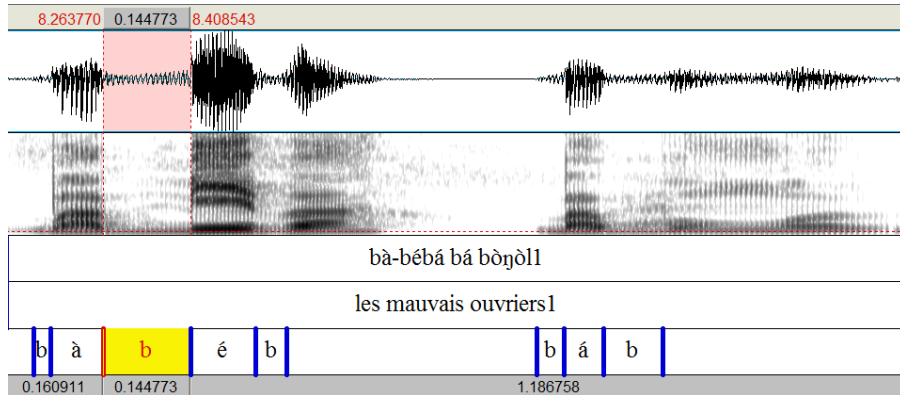 8.263770 0.144773 8.408543
bà-bébá bá bòŋòl1
les mauvais ouvriers1
b à b é b b á b
0.160911 0.144773 1.186758